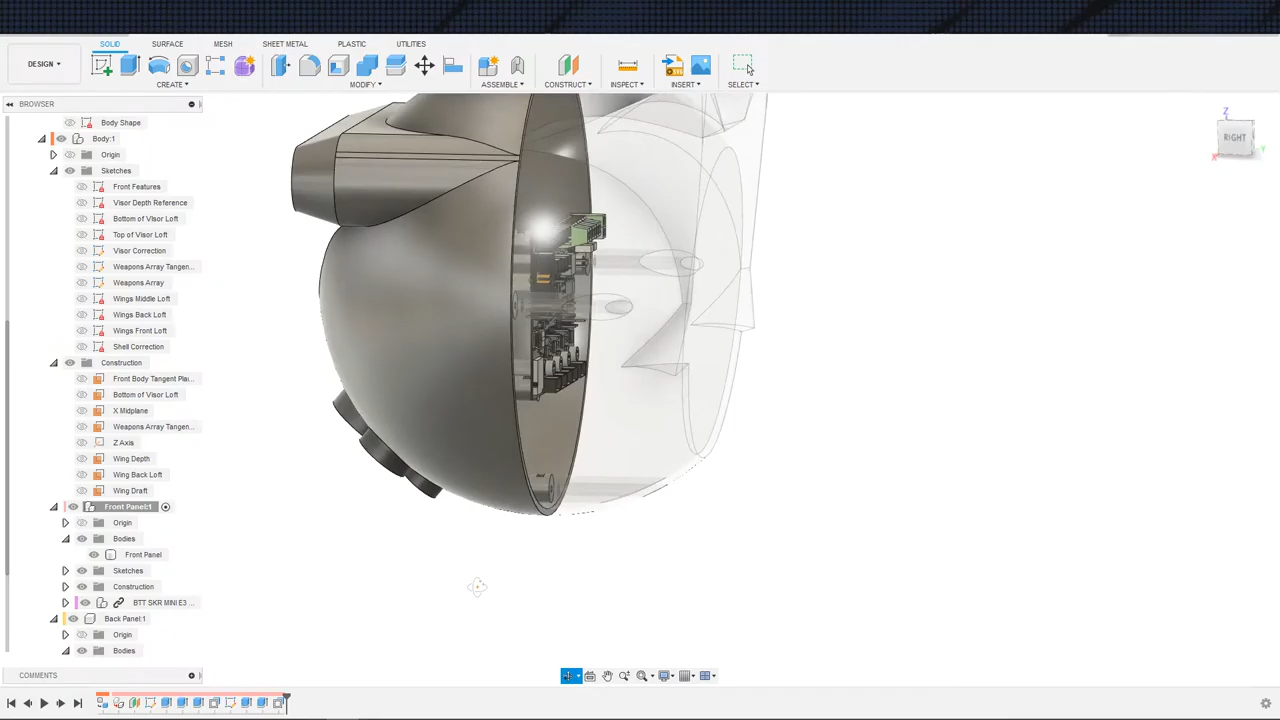 SOLID SURFACE MESH SHEET METAL PLASTIC UTILITIES
DESIGN
CREATE MODIFY ASSEMBLE CONSTRUCT INSPECT INSERT SELECT
BROWSER
Body Shape
Body:1
Origin
Sketches
Front Features
Visor Depth Reference
Bottom of Visor Loft
Top of Visor Loft
Visor Correction
Weapons Array Tangen...
Weapons Array
Wings Middle Loft
Wings Back Loft
Wings Front Loft
Shell Correction
Construction
Front Body Tangent Plan...
Bottom of Visor Loft
X Midplane
Weapons Array Tangen...
Z Axis
Wing Depth
Wing Back Loft
Wing Draft
Front Panel:1
Origin
Bodies
Front Panel
Sketches
Construction
BTT SKR MINI E3 ...
Back Panel:1
Origin
Bodies
COMMENTS
Z
RIGHT
X
Y